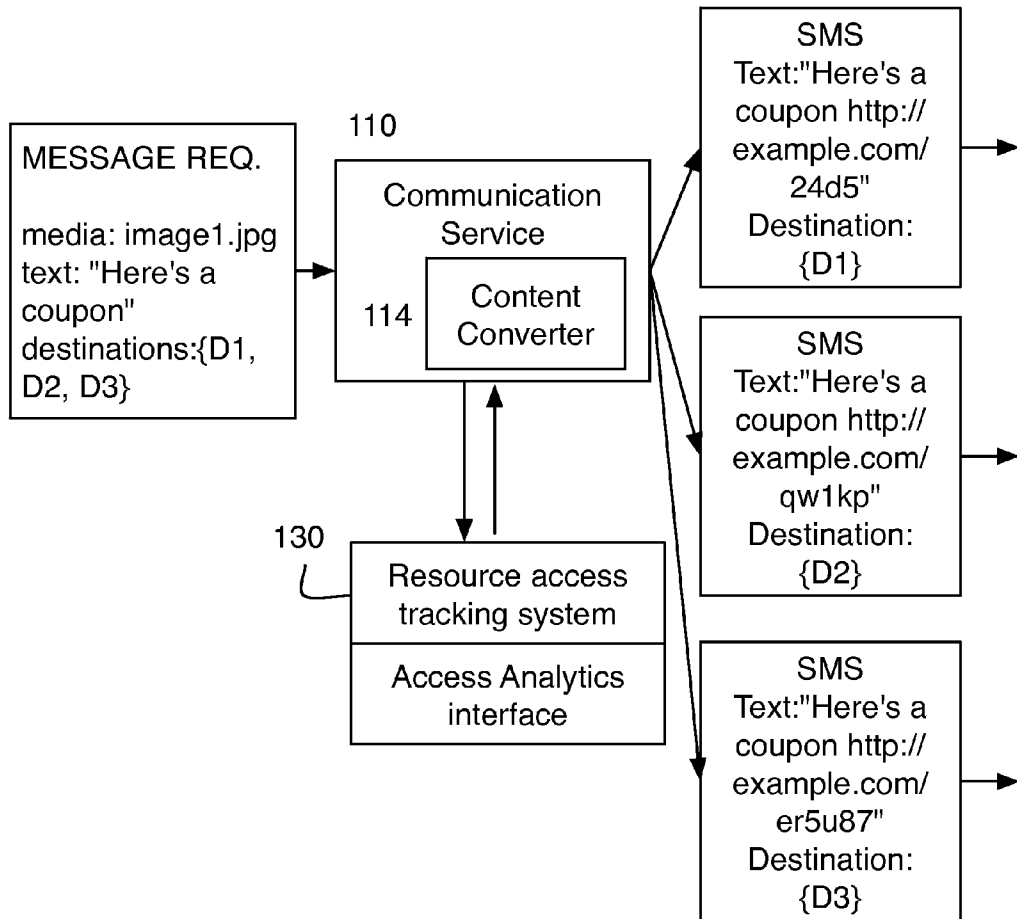 MESSAGE REQ.
media: image1.jpg
text: "Here's a
coupon"
destinations:{D1,
D2, D3}
110
Communication
Service
114
Content
Converter
130
Resource access
tracking system
Access Analytics
interface
SMS
Text:"Here's a
coupon http://
example.com/
24d5"
Destination:
{D1}
SMS
Text:"Here's a
coupon http://
example.com/
qw1kp"
Destination:
{D2}
SMS
Text:"Here's a
coupon http://
example.com/
er5u87"
Destination:
{D3}